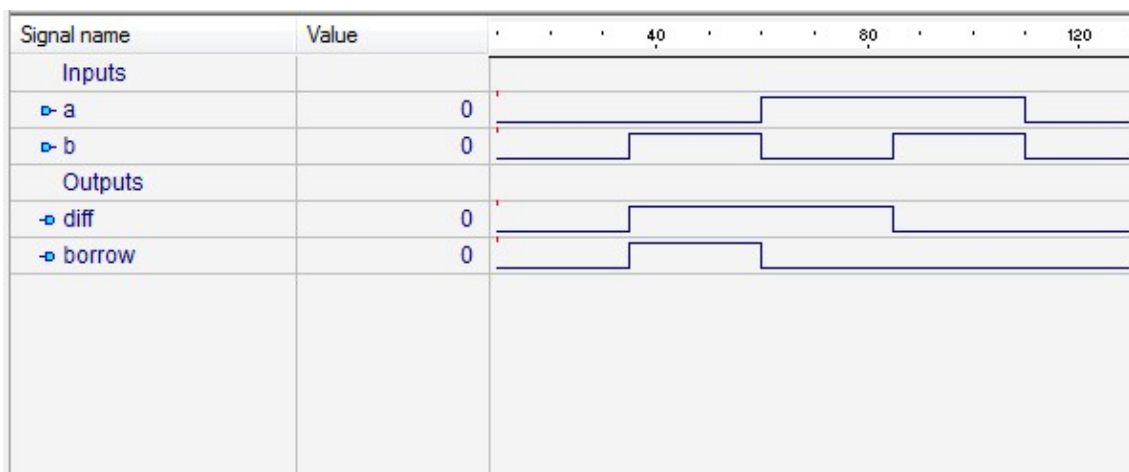 Signal name Value 40 80 120
Inputs
a 0
b 0
Outputs
diff 0
borrow 0